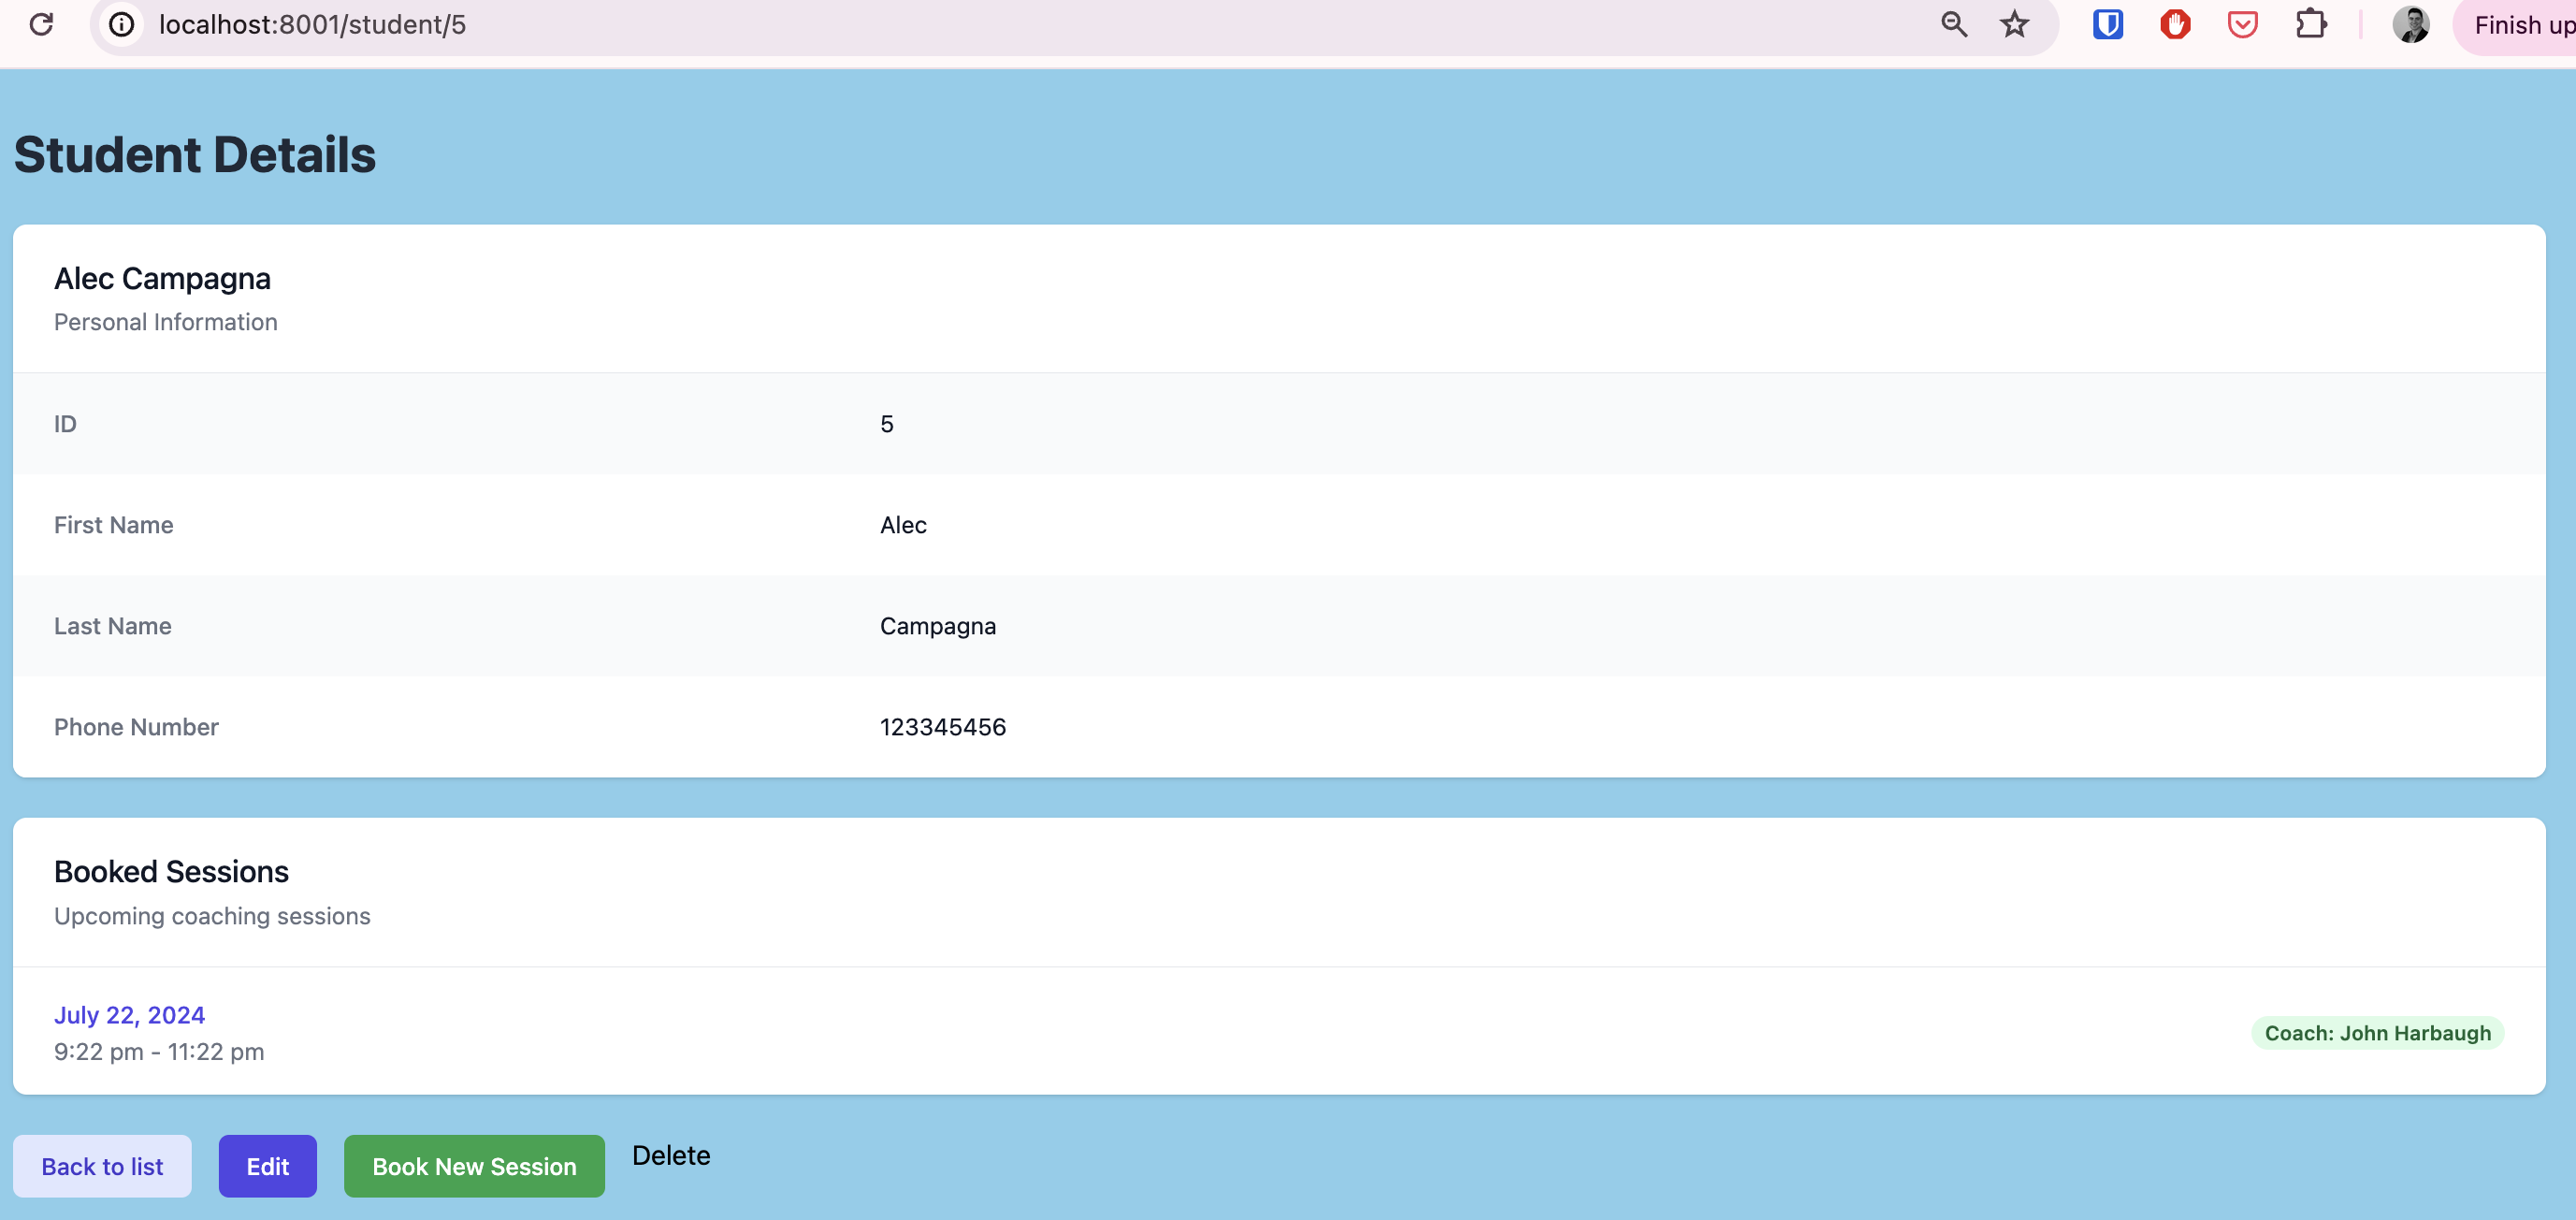 localhost:8001/student/5
Finish up
Student Details
Alec Campagna
Personal Information
ID 5
First Name Alec
Last Name Campagna
Phone Number 123345456
Booked Sessions
Upcoming coaching sessions
July 22, 2024
9:22 pm - 11:22 pm
Coach: John Harbaugh
Back to list Edit Book New Session Delete